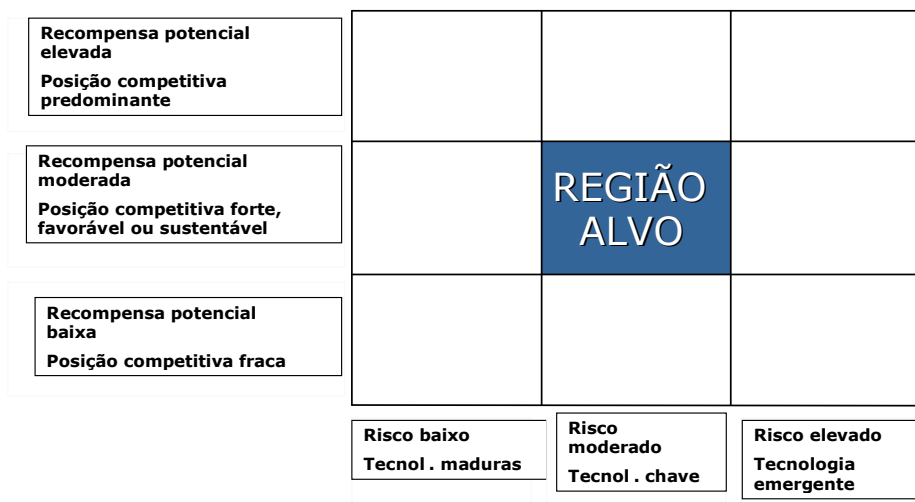 Recompensa potencial
elevada
Posição competitiva
predominante
Recompensa potencial
moderada
Posição competitiva forte,
favorável ou sustentável
REGIÃO
ALVO
Recompensa potencial
baixa
Posição competitiva fraca
Risco baixo
Tecnol . maduras
Risco
moderado
Tecnol . chave
Risco elevado
Tecnologia
emergente